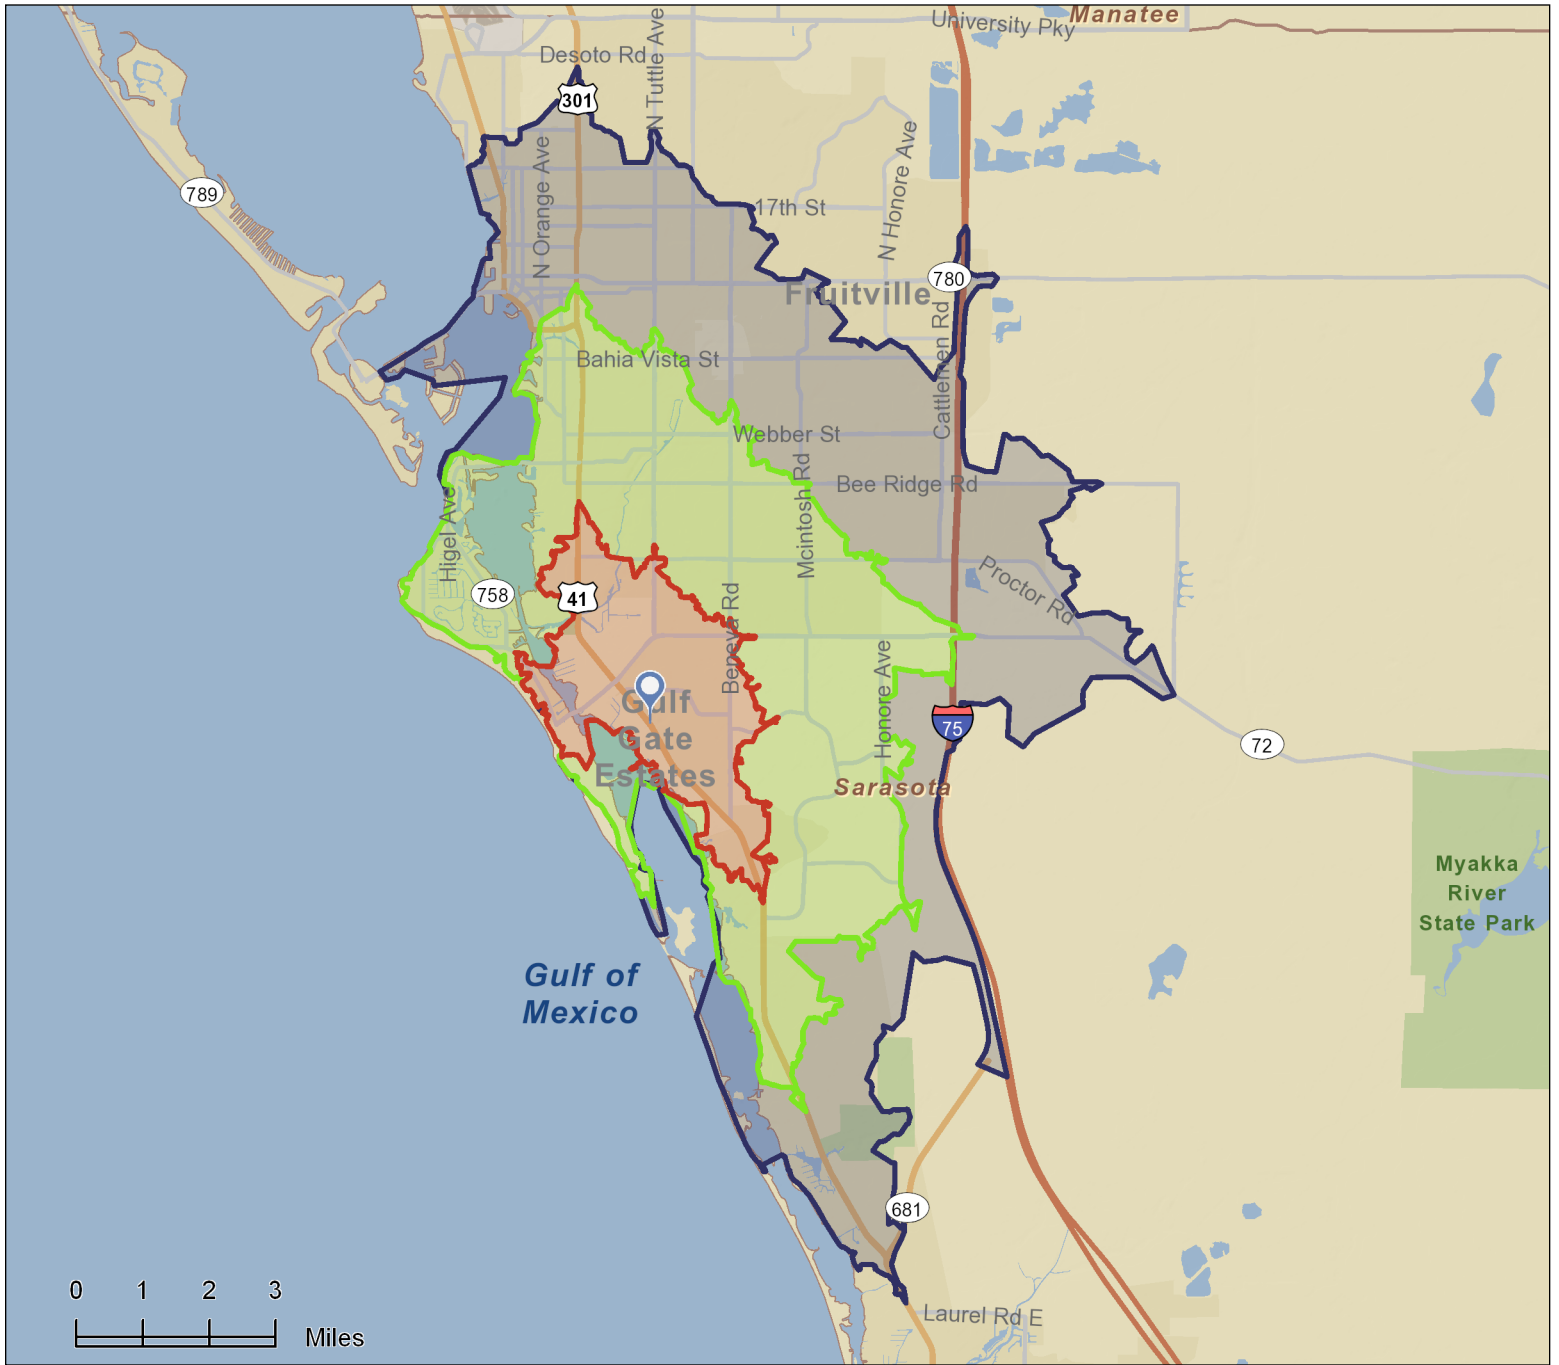 Manatee
University Pky
Desoto Rd
N Tuttle Ave
301
N Orange Ave
N Honore Ave
789
17th St
780
Fruitville
Cattlemen Rd
Bahia Vista St
Webber St
Mcintosh Rd
Bee Ridge Rd
Higel Ave
Proctor Rd
758
41
Beneva Rd
Honore Ave
Gulf
Gate
Estates
75
72
Sarasota
Myakka
River
State Park
Gulf of
Mexico
681
0 1 2 3
Miles
Laurel Rd E